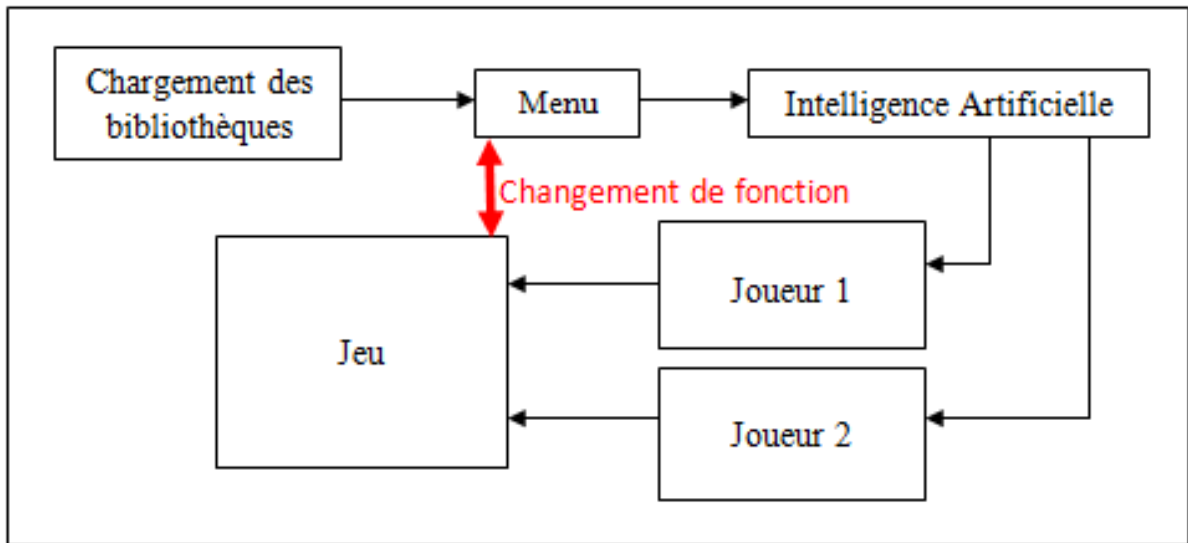 Chargement des
bibliothèques
Menu
Intelligence Artificielle
Changement de fonction
Joueur 1
Jeu
Joueur 2